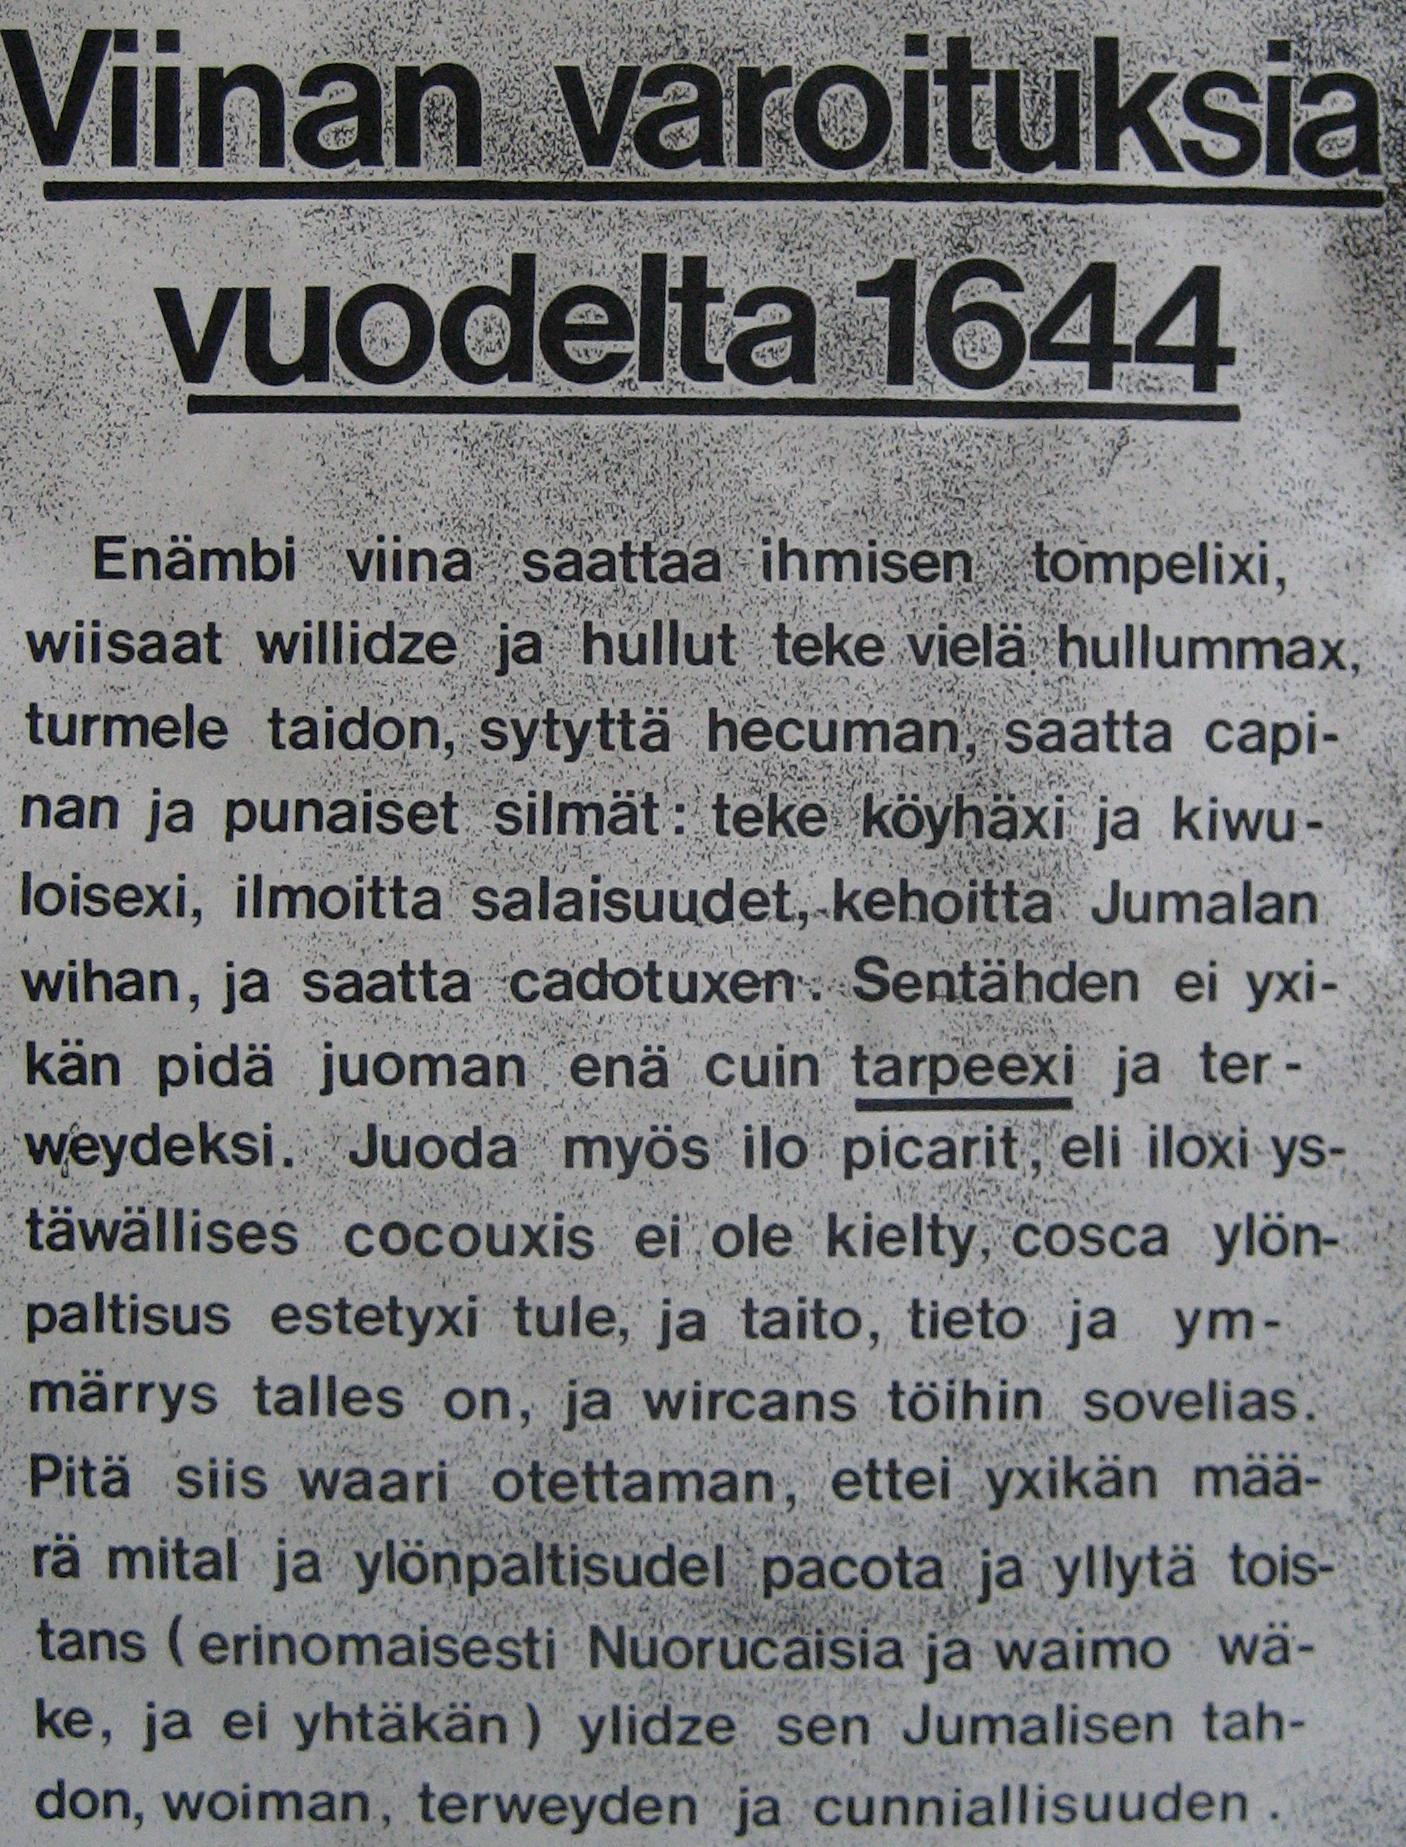 Viinan varoituksia
vuodelta 1644
Enämbi viina saattaa ihmisen tompelixi,
wiisaat willidze ja hullut teke vielä hullummax,
turmele taidon, sytyttä hecuman, saatta capi-
nan ja punaiset silmät: teke köyhäxi ja kiwu-
loisexi, ilmoitta salaisuudet, kehoitta Jumalan
wihan, ja saatta cadotuxen. Sentähden ei yxi-
kän pidä juoman enä cuin tarpeexi ja ter-
weydeksi. Juoda myös ilo picarit, eli iloxi ys-
täwällises cocouxis ei ole kielty, cosca ylön-
paltisus estetyxi tule, ja taito, tieto ja ym-
märrys talles on, ja wircans töihin sovelias.
Pitä siis waari otettaman, ettei yxikän mää-
rä mital ja ylönpaltisudel pacota ja yllytä tois-
tans (erinomaisesti Nuorucaisia ja waimo wä-
ke, ja ei yhtäkän) ylidze sen Jumalisen tah-
don, woiman, terweyden ja cunniallisuuden.